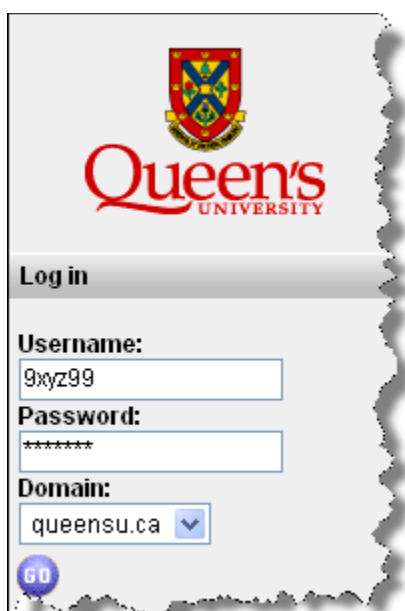 Queen's
UNIVERSITY
Log in
Username:
9xyz99
Password:
*******
Domain:
queensu.ca
GO